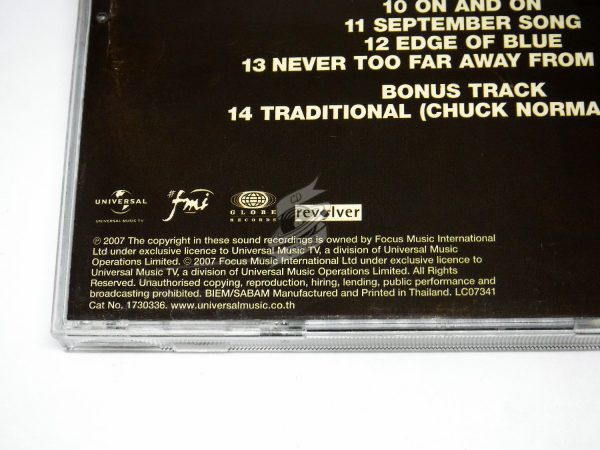 10 ON AND ON
11 SEPTEMBER SONG
12 EDGE OF BLUE
13 NEVER TOO FAR AWAY FROM
BONUS TRACK
14 TRADITIONAL (CHUCK NORMA
UNIVERSAL
UNIVERSAL MUSIC TV
fmi
GLOBE
RECORDS
revolver
CD
℗ 2007 The copyright in these sound recordings is owned by Focus Music International
Ltd under exclusive licence to Universal Music TV, a division of Universal Music
Operations Limited. © 2007 Focus Music International Ltd under exclusive licence to
Universal Music TV, a division of Universal Music Operations Limited. All Rights
Reserved. Unauthorised copying, reproduction, hiring, lending, public performance and
broadcasting prohibited. BIEM/SABAM Manufactured and Printed in Thailand. LC07341
Cat No. 1730336. www.universalmusic.co.th